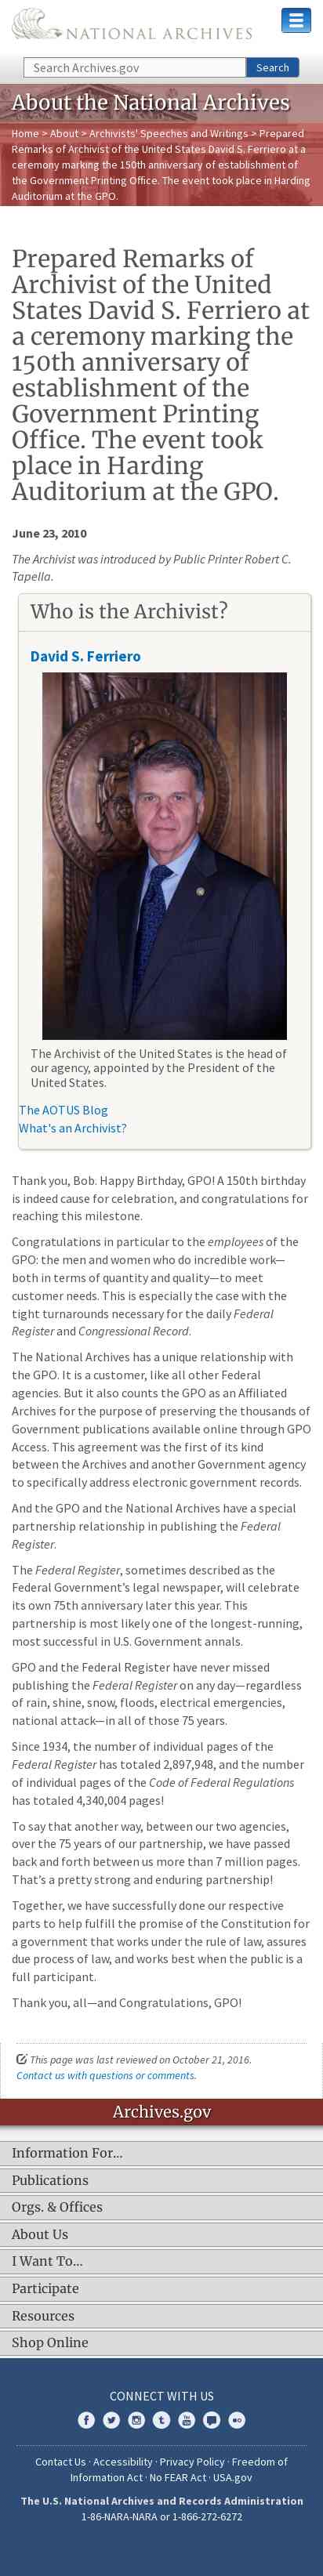 NATIONAL ARCHIVES
Search Archives.gov
Search
About the National Archives
Home > About > Archivists' Speeches and Writings > Prepared
Remarks of Archivist of the United States David S. Ferriero at a
ceremony marking the 150th anniversary of establishment of
the Government Printing Office. The event took place in Harding
Auditorium at the GPO.
Prepared Remarks of
Archivist of the United
States David S. Ferriero at
a ceremony marking the
150th anniversary of
establishment of the
Government Printing
Office. The event took
place in Harding
Auditorium at the GPO.
June 23, 2010
The Archivist was introduced by Public Printer Robert C.
Tapella.
Who is the Archivist?
David S. Ferriero
The Archivist of the United States is the head of
our agency, appointed by the President of the
United States.
The AOTUS Blog
What's an Archivist?
Thank you, Bob. Happy Birthday, GPO! A 150th birthday
is indeed cause for celebration, and congratulations for
reaching this milestone.
Congratulations in particular to the employees of the
GPO: the men and women who do incredible work—
both in terms of quantity and quality—to meet
customer needs. This is especially the case with the
tight turnarounds necessary for the daily Federal
Register and Congressional Record.
The National Archives has a unique relationship with
the GPO. It is a customer, like all other Federal
agencies. But it also counts the GPO as an Affiliated
Archives for the purpose of preserving the thousands of
Government publications available online through GPO
Access. This agreement was the first of its kind
between the Archives and another Government agency
to specifically address electronic government records.
And the GPO and the National Archives have a special
partnership relationship in publishing the Federal
Register.
The Federal Register, sometimes described as the
Federal Government's legal newspaper, will celebrate
its own 75th anniversary later this year. This
partnership is most likely one of the longest-running,
most successful in U.S. Government annals.
GPO and the Federal Register have never missed
publishing the Federal Register on any day—regardless
of rain, shine, snow, floods, electrical emergencies,
national attack—in all of those 75 years.
Since 1934, the number of individual pages of the
Federal Register has totaled 2,897,948, and the number
of individual pages of the Code of Federal Regulations
has totaled 4,340,004 pages!
To say that another way, between our two agencies,
over the 75 years of our partnership, we have passed
back and forth between us more than 7 million pages.
That's a pretty strong and enduring partnership!
Together, we have successfully done our respective
parts to help fulfill the promise of the Constitution for
a government that works under the rule of law, assures
due process of law, and works best when the public is a
full participant.
Thank you, all—and Congratulations, GPO!
This page was last reviewed on October 21, 2016.
Contact us with questions or comments.
Archives.gov
Information For…
Publications
Orgs. & Offices
About Us
I Want To…
Participate
Resources
Shop Online
CONNECT WITH US
Contact Us · Accessibility · Privacy Policy · Freedom of
Information Act · No FEAR Act · USA.gov
The U.S. National Archives and Records Administration
1-86-NARA-NARA or 1-866-272-6272